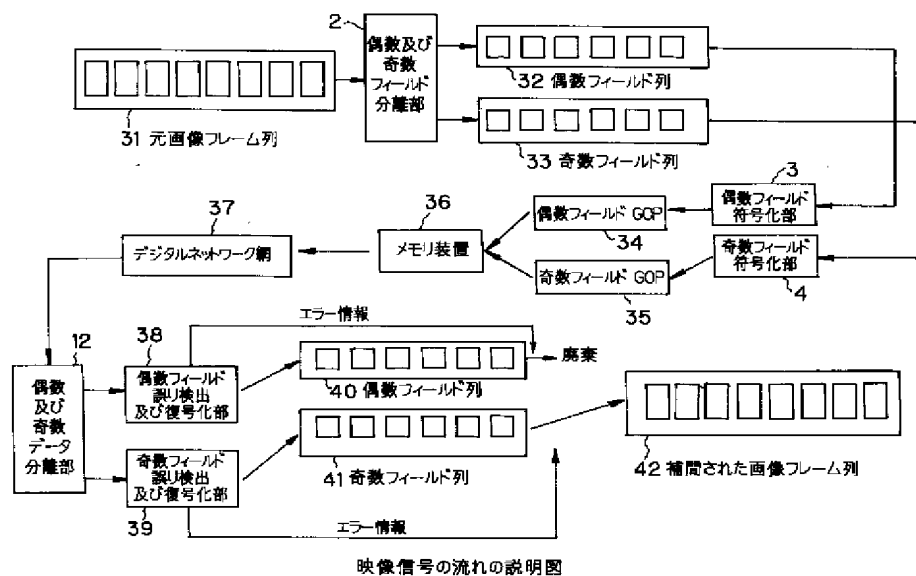 2
偶数及び
奇数
フィールド
分離部
31 元画像フレーム列
32 偶数フィールド列
33 奇数フィールド列
3
偶数フィールド
符号化部
偶数フィールド GOP
34
36
メモリ装置
37
デジタルネットワーク網
奇数フィールド
符号化部
4
奇数フィールド GOP
35
エラー情報
12
偶数
及び
奇数
データ
分離部
38
偶数フィールド
誤り検出
及び復号化部
40 偶数フィールド列
廃棄
奇数フィールド
誤り検出
及び復号化部
39
41 奇数フィールド列
42 補間された画像フレーム列
エラー情報
映像信号の流れの説明図